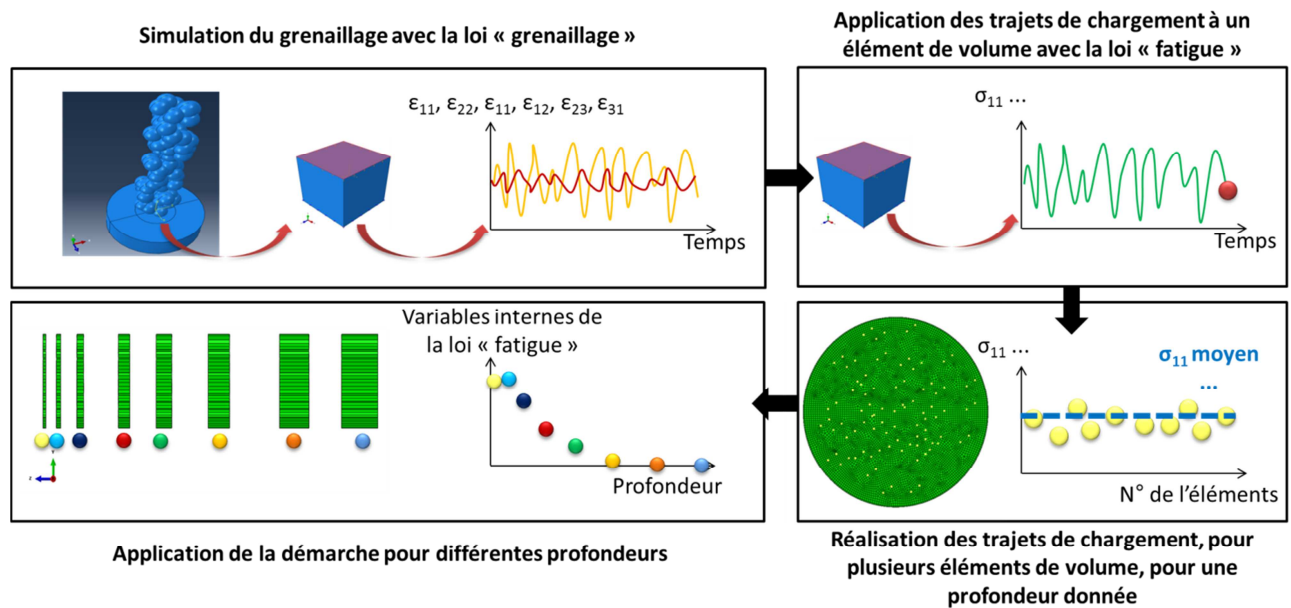 Simulation du grenaillage avec la loi « grenaillage »
ε11, ε22, ε11, ε12, ε23, ε31
Temps
Application des trajets de chargement à un
élément de volume avec la loi « fatigue »
σ11 ...
Temps
Variables internes de
la loi « fatigue »
Profondeur
Application de la démarche pour différentes profondeurs
σ11 ...
σ11 moyen
...
N° de l'éléments
Réalisation des trajets de chargement, pour
plusieurs éléments de volume, pour une
profondeur donnée